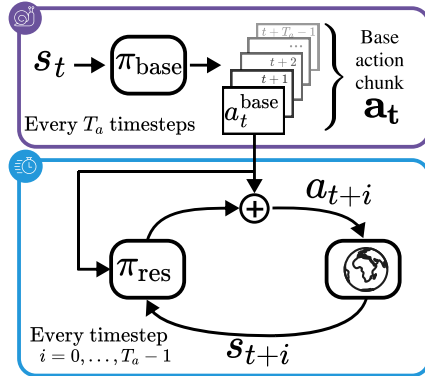 s_t
π_base
t + T_a − 1
...
t + 2
t + 1
a_t^base
Base
action
chunk
a_t
Every T_a timesteps
+
a_{t+i}
π_res
Every timestep
i = 0, . . . , T_a − 1
s_{t+i}